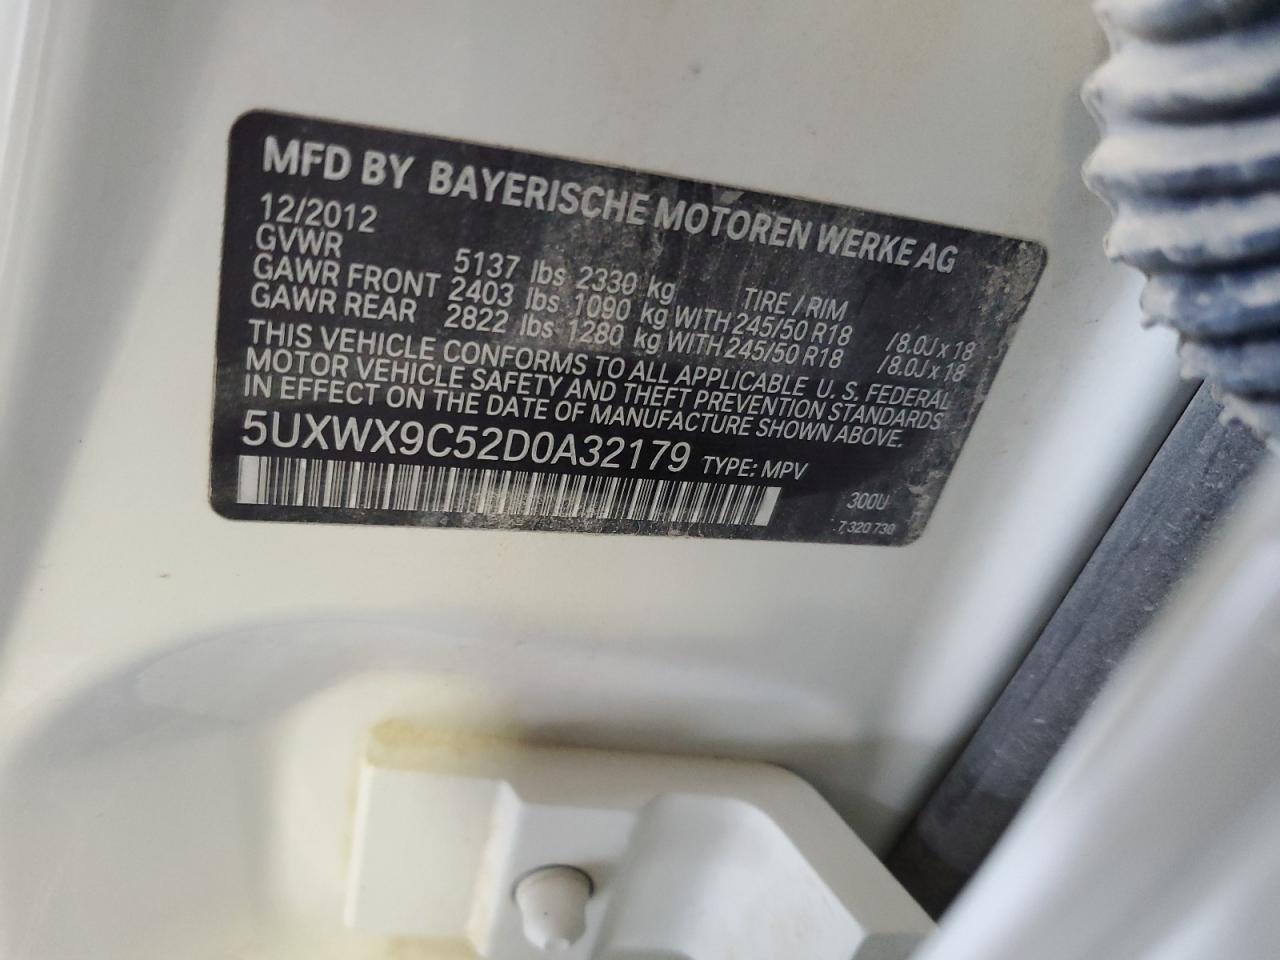 MFD BY BAYERISCHE MOTOREN WERKE AG
12/2012
GVWR 5137 lbs 2330 kg TIRE / RIM
GAWR FRONT 2403 lbs 1090 kg WITH 245/50 R18 /8.0J x 18
GAWR REAR 2822 lbs 1280 kg WITH 245/50 R18 /8.0J x 18
THIS VEHICLE CONFORMS TO ALL APPLICABLE U.S. FEDERAL
MOTOR VEHICLE SAFETY AND THEFT PREVENTION STANDARDS
IN EFFECT ON THE DATE OF MANUFACTURE SHOWN ABOVE.
5UXWX9C52D0A32179 TYPE: MPV
300U
7 320 730